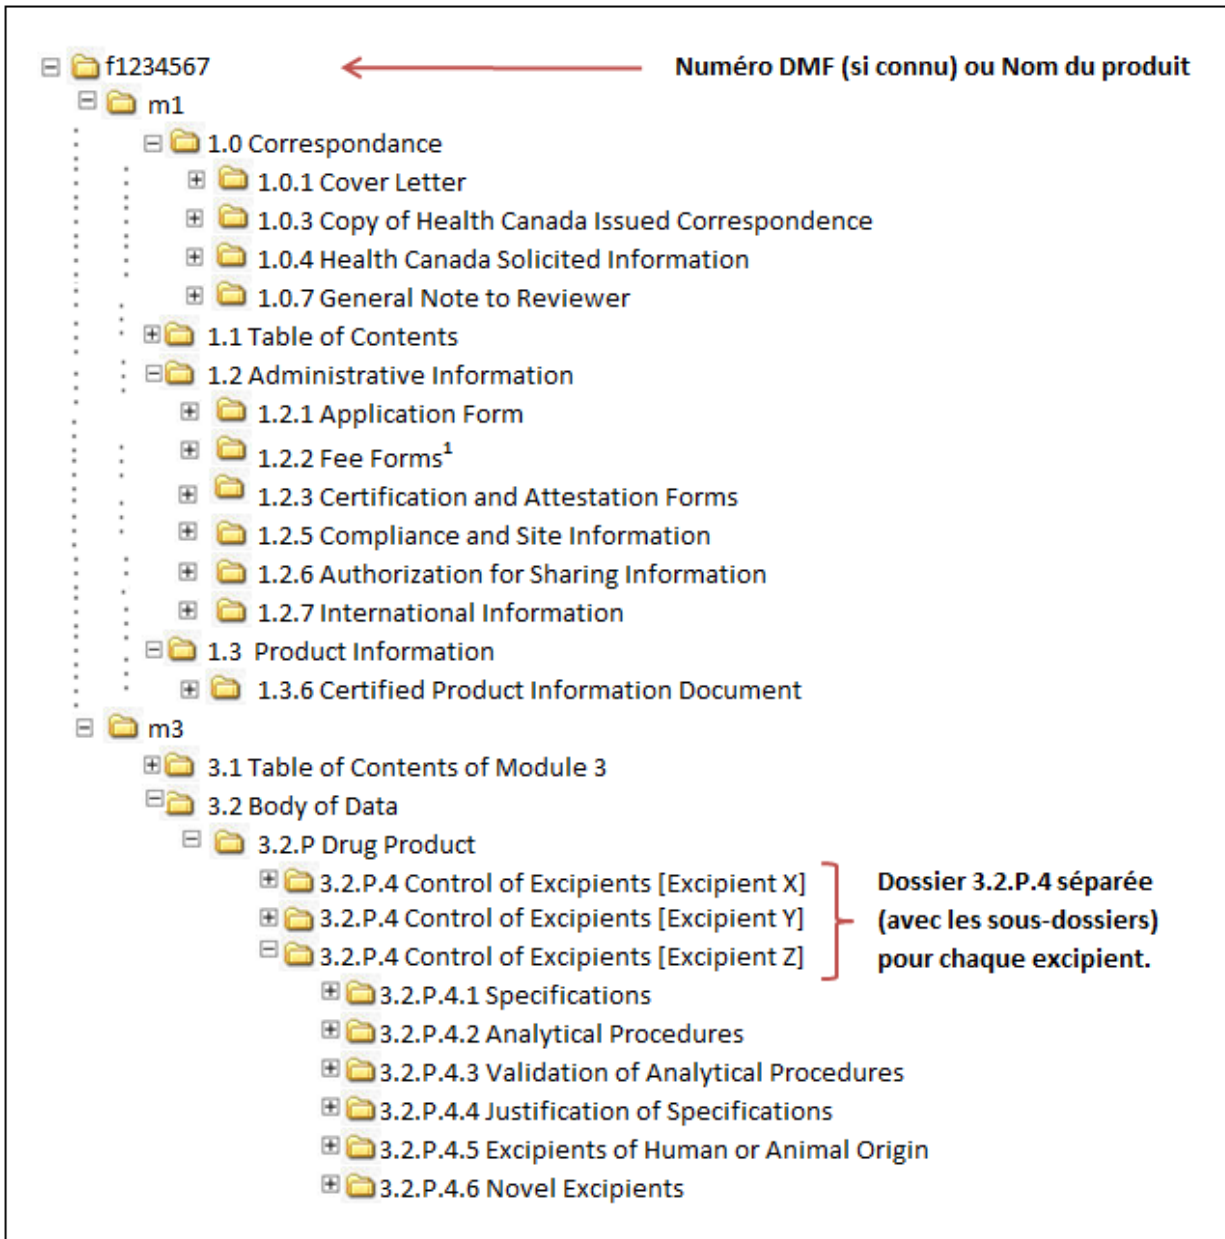 f1234567
Numéro DMF (si connu) ou Nom du produit
m1
1.0 Correspondance
1.0.1 Cover Letter
1.0.3 Copy of Health Canada Issued Correspondence
1.0.4 Health Canada Solicited Information
1.0.7 General Note to Reviewer
1.1 Table of Contents
1.2 Administrative Information
1.2.1 Application Form
1.2.2 Fee Forms¹
1.2.3 Certification and Attestation Forms
1.2.5 Compliance and Site Information
1.2.6 Authorization for Sharing Information
1.2.7 International Information
1.3 Product Information
1.3.6 Certified Product Information Document
m3
3.1 Table of Contents of Module 3
3.2 Body of Data
3.2.P Drug Product
3.2.P.4 Control of Excipients [Excipient X]
3.2.P.4 Control of Excipients [Excipient Y]
3.2.P.4 Control of Excipients [Excipient Z]
Dossier 3.2.P.4 séparée
(avec les sous-dossiers)
pour chaque excipient.
3.2.P.4.1 Specifications
3.2.P.4.2 Analytical Procedures
3.2.P.4.3 Validation of Analytical Procedures
3.2.P.4.4 Justification of Specifications
3.2.P.4.5 Excipients of Human or Animal Origin
3.2.P.4.6 Novel Excipients